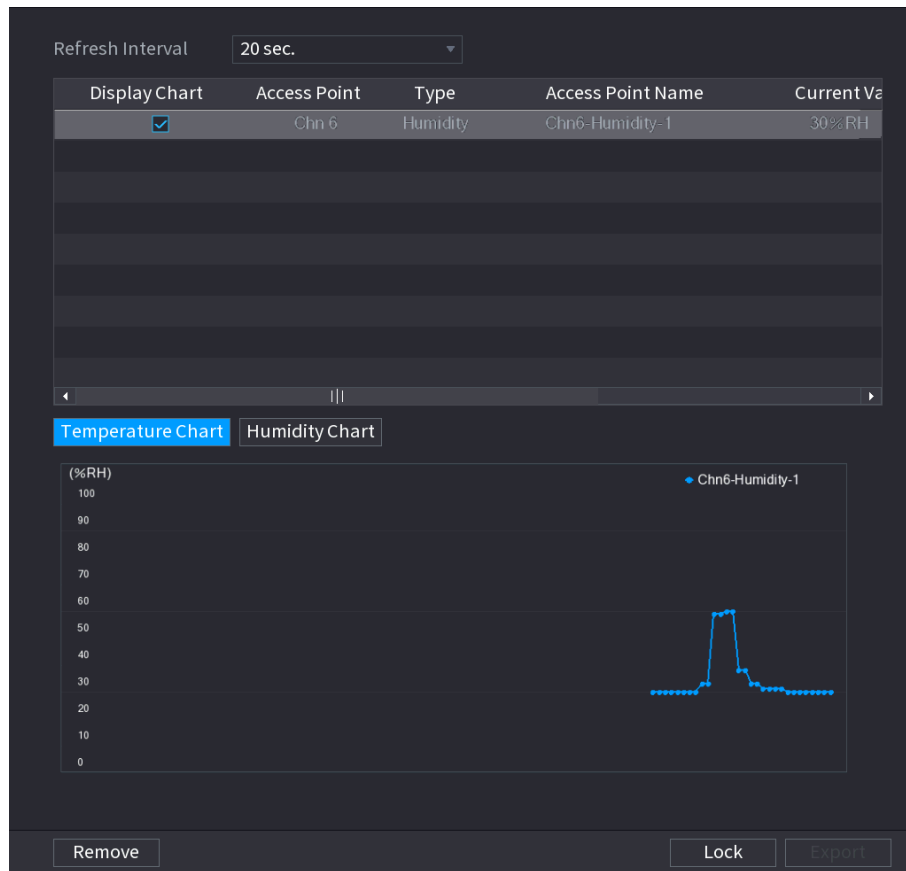 Refresh Interval 20 sec.
Display Chart Access Point Type Access Point Name Current Va
Chn 6 Humidity Chn6-Humidity-1 30%RH
Temperature Chart Humidity Chart
(%RH)
Chn6-Humidity-1
100
90
80
70
60
50
40
30
20
10
0
Remove Lock Export